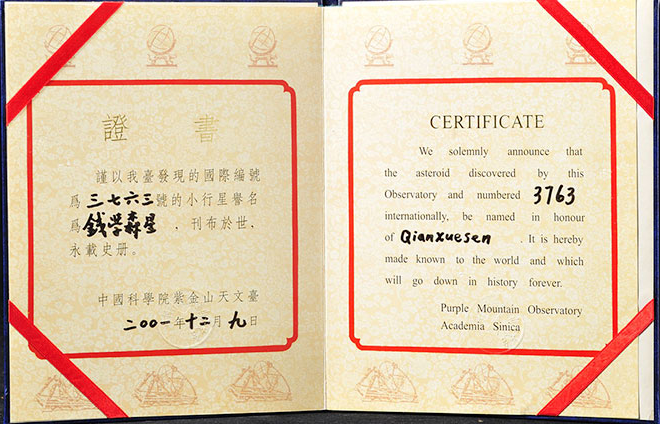 證書
謹以我臺發現的國際編號
爲三七六三號的小行星譽名
爲錢學森星，刊布於世，
永載史册。
中國科學院紫金山天文臺
二〇〇一年十二月九日
CERTIFICATE
We solemnly announce that
the asteroid discovered by this
Observatory and numbered 3763
internationally, be named in honour
of Qianxuesen . It is hereby
made known to the world and which
will go down in history forever.
Purple Mountain Observatory
Academia Sinica